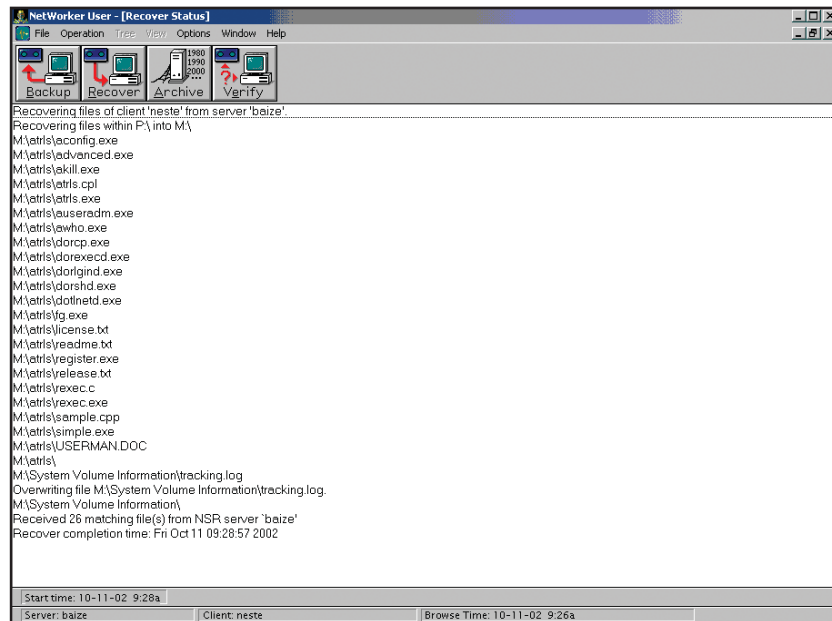 NetWorker User - [Recover Status]
File Operation Tree View Options Window Help
1980
1990
2000
...
?
Backup Recover Archive Verify
Recovering files of client 'neste' from server 'baize'.
Recovering files within P:\ into M:\
M:\atrls\aconfig.exe
M:\atrls\advanced.exe
M:\atrls\akill.exe
M:\atrls\atrls.cpl
M:\atrls\atrls.exe
M:\atrls\auseradm.exe
M:\atrls\awho.exe
M:\atrls\dorcp.exe
M:\atrls\dorexecd.exe
M:\atrls\dorlgind.exe
M:\atrls\dorshd.exe
M:\atrls\dotlnetd.exe
M:\atrls\fg.exe
M:\atrls\license.txt
M:\atrls\readme.txt
M:\atrls\register.exe
M:\atrls\release.txt
M:\atrls\rexec.c
M:\atrls\rexec.exe
M:\atrls\sample.cpp
M:\atrls\simple.exe
M:\atrls\USERMAN.DOC
M:\atrls\
M:\System Volume Information\tracking.log
Overwriting file M:\System Volume Information\tracking.log.
M:\System Volume Information\
Received 26 matching file(s) from NSR server `baize'
Recover completion time: Fri Oct 11 09:28:57 2002
Start time: 10-11-02 9:28a
Server: baize Client: neste Browse Time: 10-11-02 9:26a